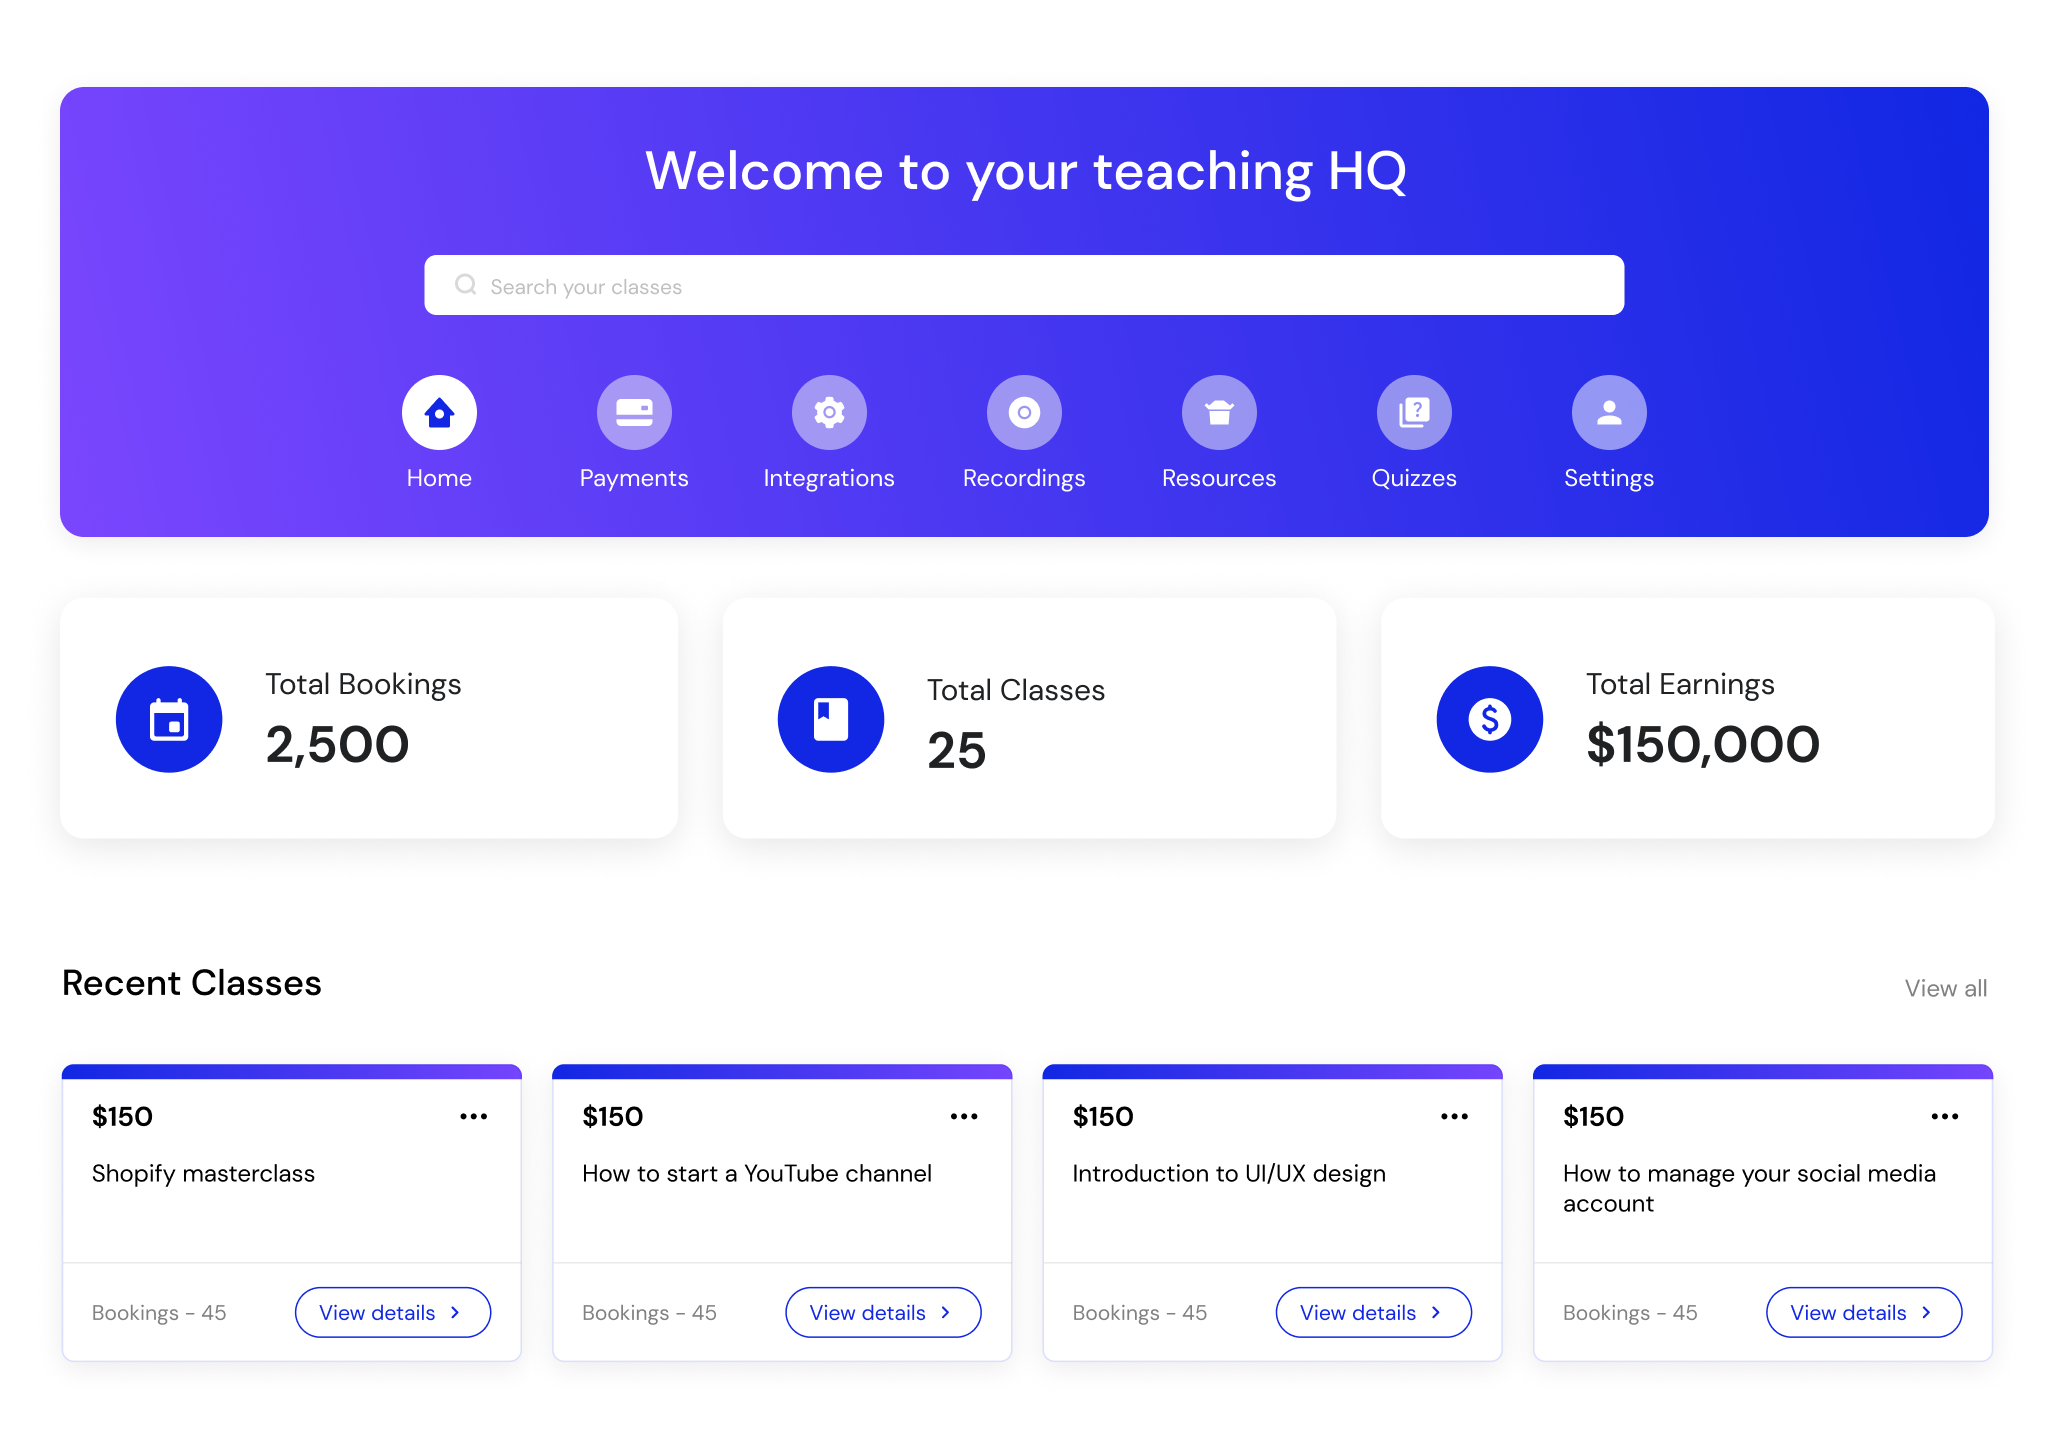 Welcome to your teaching HQ
Search your classes
Home
Payments
Integrations
Recordings
Resources
Quizzes
Settings
Total Bookings
2,500
Total Classes
25
Total Earnings
$150,000
Recent Classes
View all
$150
Shopify masterclass
Bookings - 45
View details
$150
How to start a YouTube channel
Bookings - 45
View details
$150
Introduction to UI/UX design
Bookings - 45
View details
$150
How to manage your social media
account
Bookings - 45
View details